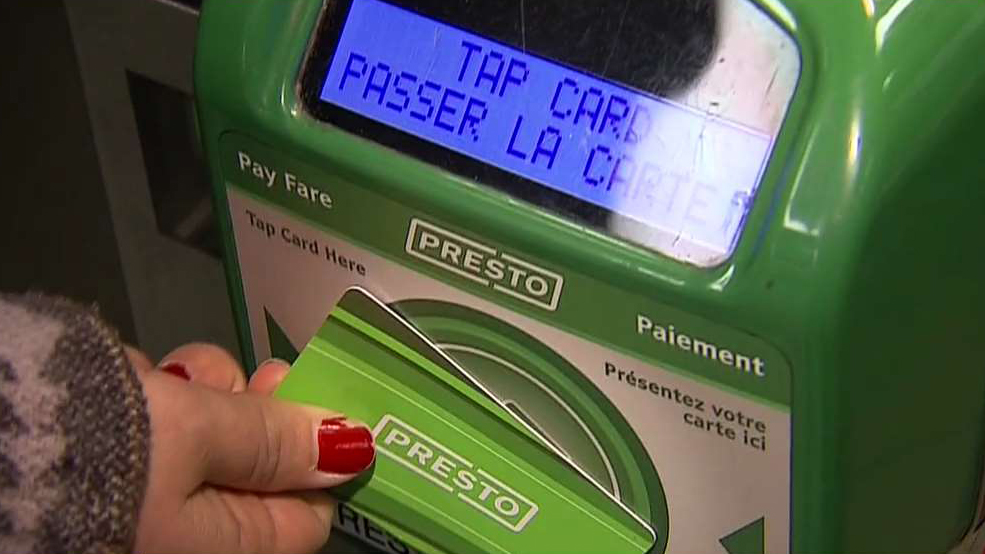 TAP CARD
PASSER LA CARTE
Pay Fare
Tap Card Here
PRESTO
Paiement
Présentez votre
carte ici
PRESTO